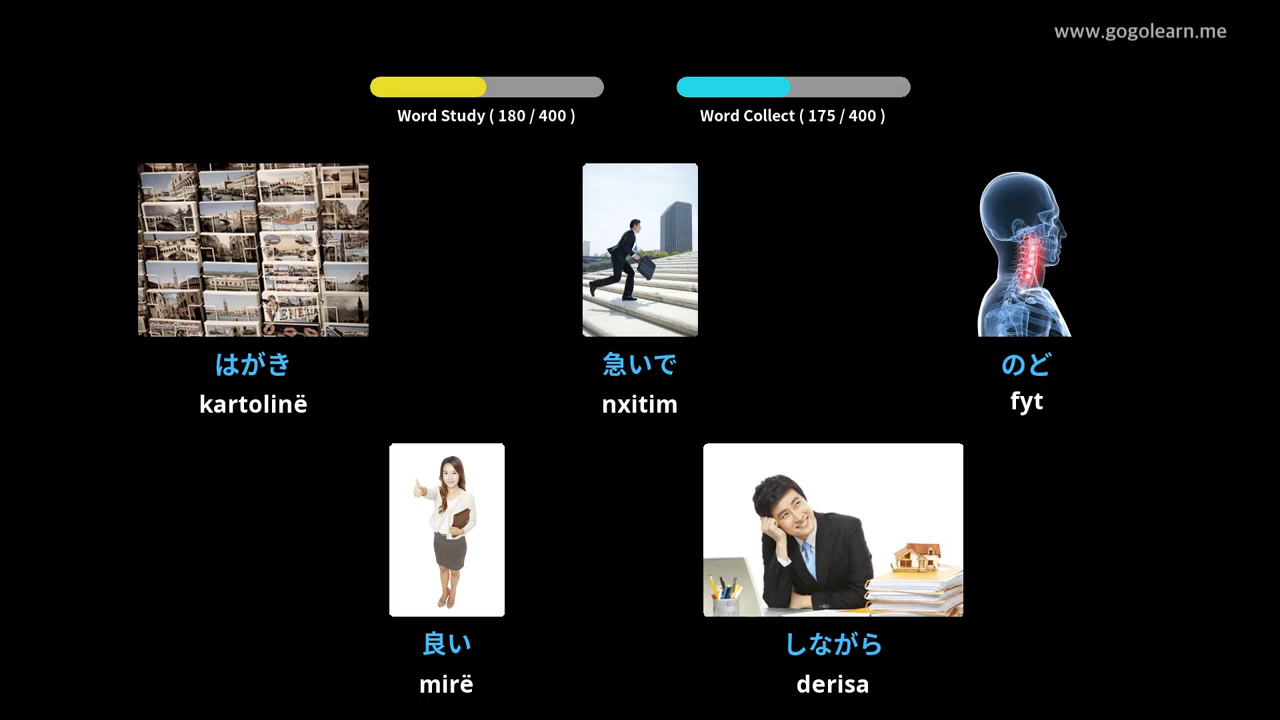 www.gogolearn.me
Word Study ( 180 / 400 )
Word Collect ( 175 / 400 )
はがき
kartolinë
急いで
nxitim
のど
fyt
良い
mirë
しながら
derisa